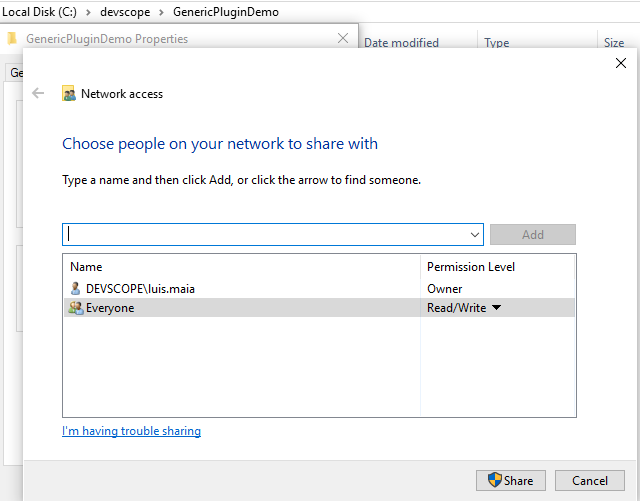 Local Disk (C:) > devscope > GenericPluginDemo
GenericPluginDemo Properties
Date modified
Type
Size
Ge
Network access
Choose people on your network to share with
Type a name and then click Add, or click the arrow to find someone.
Add
Name Permission Level
DEVSCOPE\luis.maia Owner
Everyone Read/Write
I'm having trouble sharing
Share Cancel